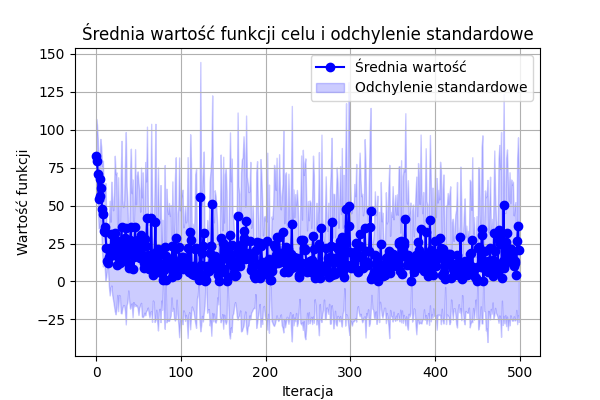 Średnia wartość funkcji celu i odchylenie standardowe
Średnia wartość
Odchylenie standardowe
Wartość funkcji
150
125
100
75
50
25
0
−25
0 100 200 300 400 500
Iteracja